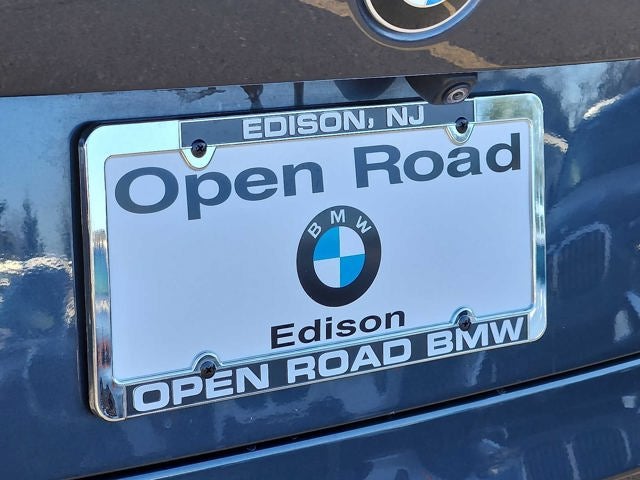 EDISON, NJ
Open Road
BMW
Edison
OPEN ROAD BMW